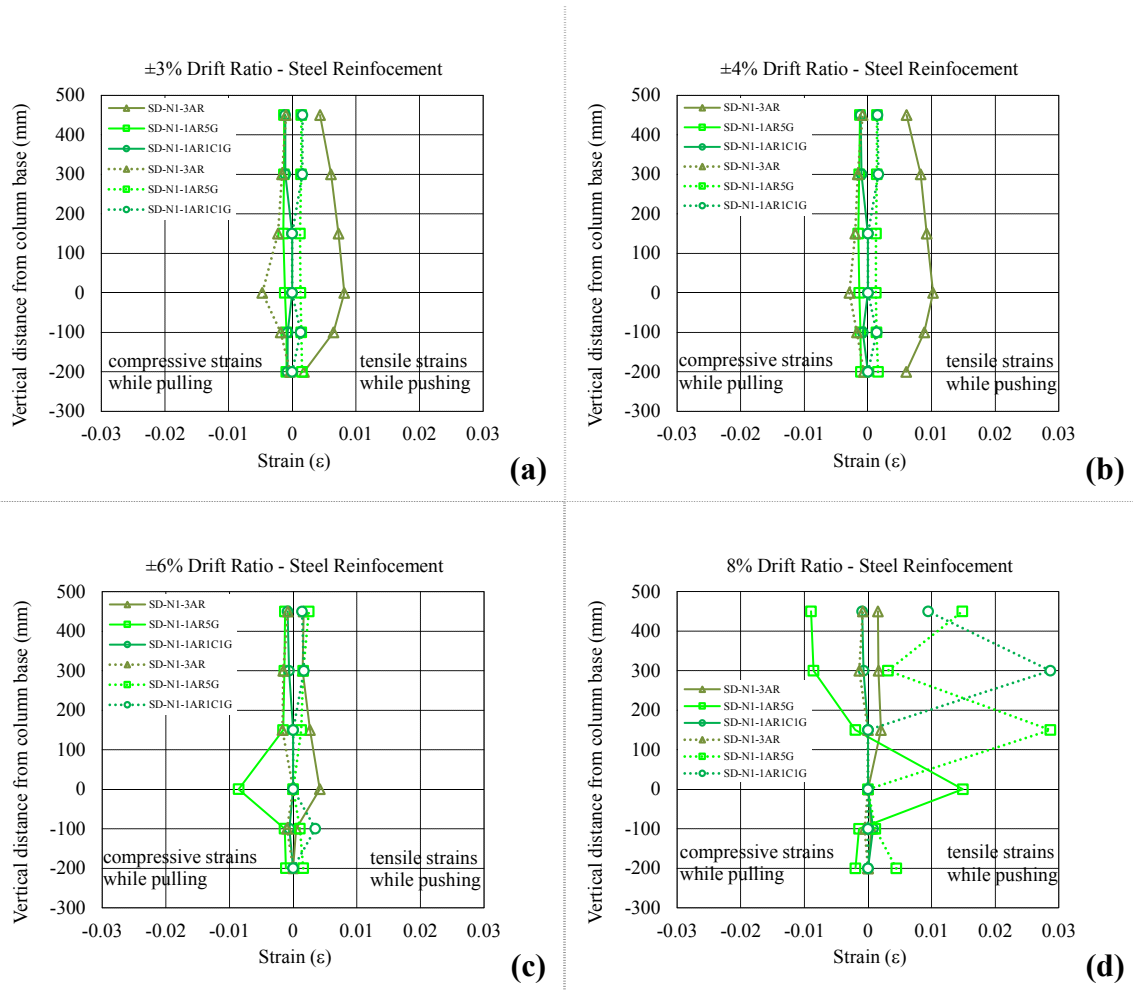 ±3% Drift Ratio - Steel Reinfocement
Vertical distance from column base (mm)
500
400
300
200
100
0
-100
-200
-300
SD-N1-3AR
SD-N1-1AR5G
SD-N1-1AR1C1G
SD-N1-3AR
SD-N1-1AR5G
SD-N1-1AR1C1G
compressive strains
while pulling
tensile strains
while pushing
-0.03 -0.02 -0.01 0 0.01 0.02 0.03
Strain (ε)
(a)
±4% Drift Ratio - Steel Reinfocement
Vertical distance from column base (mm)
500
400
300
200
100
0
-100
-200
-300
SD-N1-3AR
SD-N1-1AR5G
SD-N1-1AR1C1G
SD-N1-3AR
SD-N1-1AR5G
SD-N1-1AR1C1G
compressive strains
while pulling
tensile strains
while pushing
-0.03 -0.02 -0.01 0 0.01 0.02 0.03
Strain (ε)
(b)
±6% Drift Ratio - Steel Reinfocement
Vertical distance from column base (mm)
500
400
300
200
100
0
-100
-200
-300
SD-N1-3AR
SD-N1-1AR5G
SD-N1-1AR1C1G
SD-N1-3AR
SD-N1-1AR5G
SD-N1-1AR1C1G
compressive strains
while pulling
tensile strains
while pushing
-0.03 -0.02 -0.01 0 0.01 0.02 0.03
Strain (ε)
(c)
8% Drift Ratio - Steel Reinfocement
Vertical distance from column base (mm)
500
400
300
200
100
0
-100
-200
-300
SD-N1-3AR
SD-N1-1AR5G
SD-N1-1AR1C1G
SD-N1-3AR
SD-N1-1AR5G
SD-N1-1AR1C1G
compressive strains
while pulling
tensile strains
while pushing
-0.03 -0.02 -0.01 0 0.01 0.02 0.03
Strain (ε)
(d)